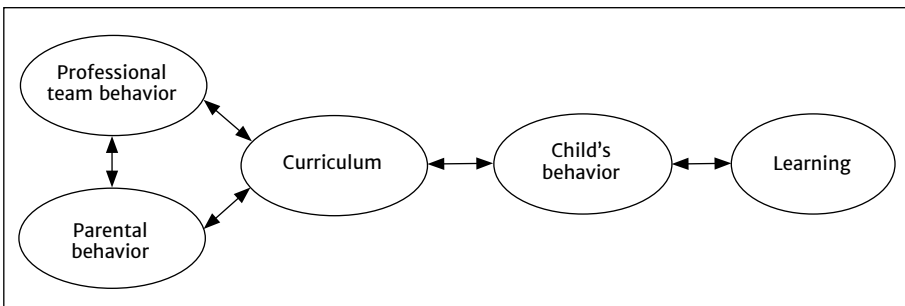 Professional
team behavior
Parental
behavior
Curriculum
Child’s
behavior
Learning